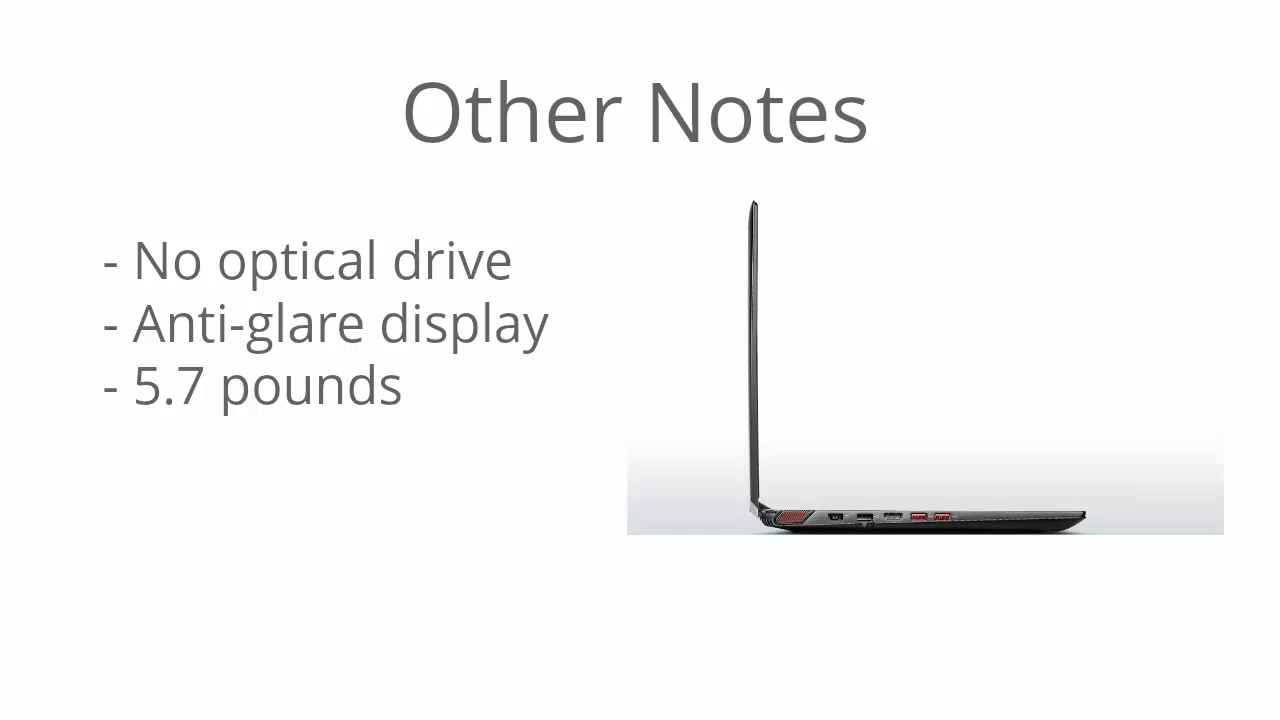 Other Notes
- No optical drive
- Anti-glare display
- 5.7 pounds